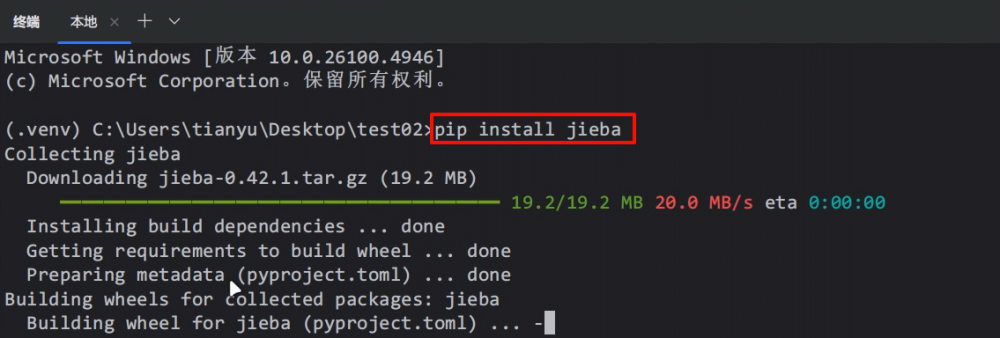 终端 本地
Microsoft Windows [版本 10.0.26100.4946]
(c) Microsoft Corporation。保留所有权利。
(.venv) C:\Users\tianyu\Desktop\test02>pip install jieba
Collecting jieba
  Downloading jieba-0.42.1.tar.gz (19.2 MB)
     ━━━━━━━━━━━━━━━━━━━━━━━━━━━━━━━━━━━━━━━━ 19.2/19.2 MB 20.0 MB/s eta 0:00:00
  Installing build dependencies ... done
  Getting requirements to build wheel ... done
  Preparing metadata (pyproject.toml) ... done
Building wheels for collected packages: jieba
  Building wheel for jieba (pyproject.toml) ... -